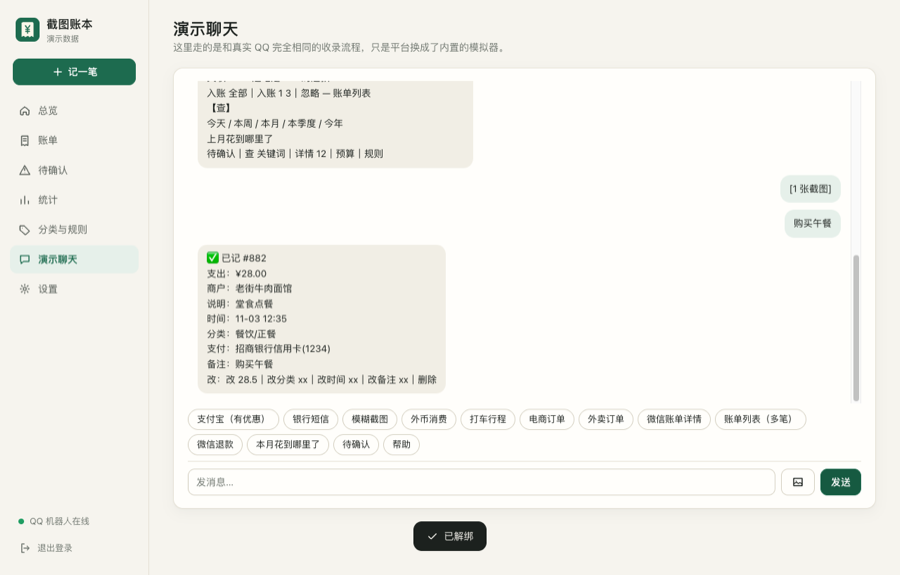 截图账本
演示数据
＋ 记一笔
总览
账单
待确认
统计
分类与规则
演示聊天
设置
QQ 机器人在线
退出登录
演示聊天
这里走的是和真实 QQ 完全相同的收录流程，只是平台换成了内置的模拟器。
入账 全部｜入账 1 3｜忽略 — 账单列表
【查】
今天 / 本周 / 本月 / 本季度 / 今年
上月花到哪里了
待确认｜查 关键词｜详情 12｜预算｜规则
[1 张截图]
购买午餐
✅ 已记 #882
支出：¥28.00
商户：老街牛肉面馆
说明：堂食点餐
时间：11-03 12:35
分类：餐饮/正餐
支付：招商银行信用卡(1234)
备注：购买午餐
改：改 28.5｜改分类 xx｜改时间 xx｜改备注 xx｜删除
支付宝（有优惠） 银行短信 模糊截图 外币消费 打车行程 电商订单 外卖订单 微信账单详情 账单列表（多笔）
微信退款 本月花到哪里了 待确认 帮助
发消息... 发送
已解绑